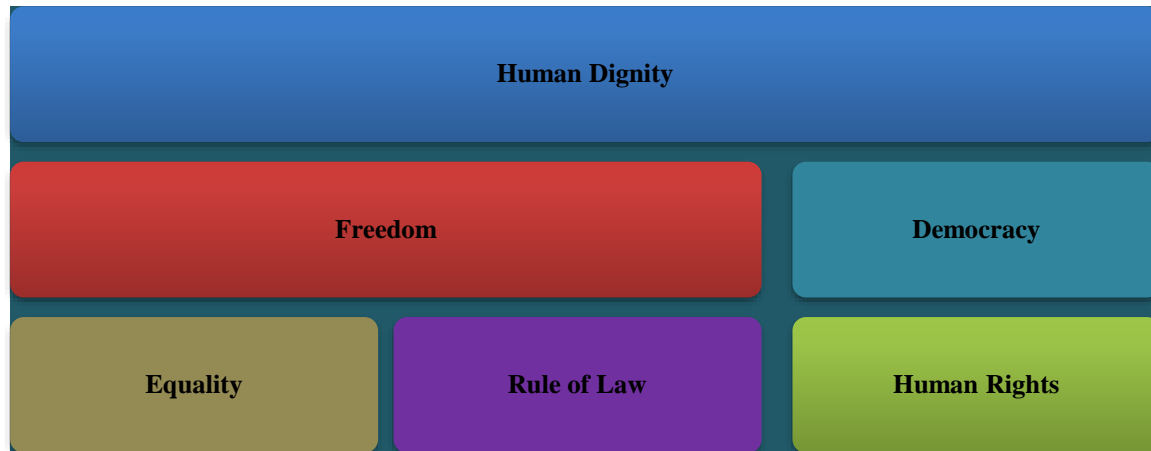 Human Dignity
Freedom
Democracy
Equality
Rule of Law
Human Rights